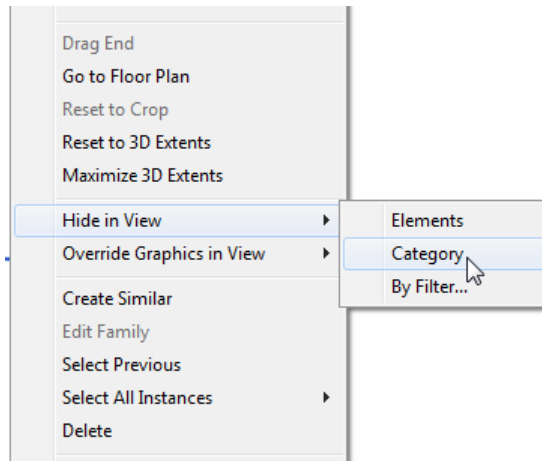 Drag End
Go to Floor Plan
Reset to Crop
Reset to 3D Extents
Maximize 3D Extents
Hide in View
Override Graphics in View
Create Similar
Edit Family
Select Previous
Select All Instances
Delete
Elements
Category
By Filter...